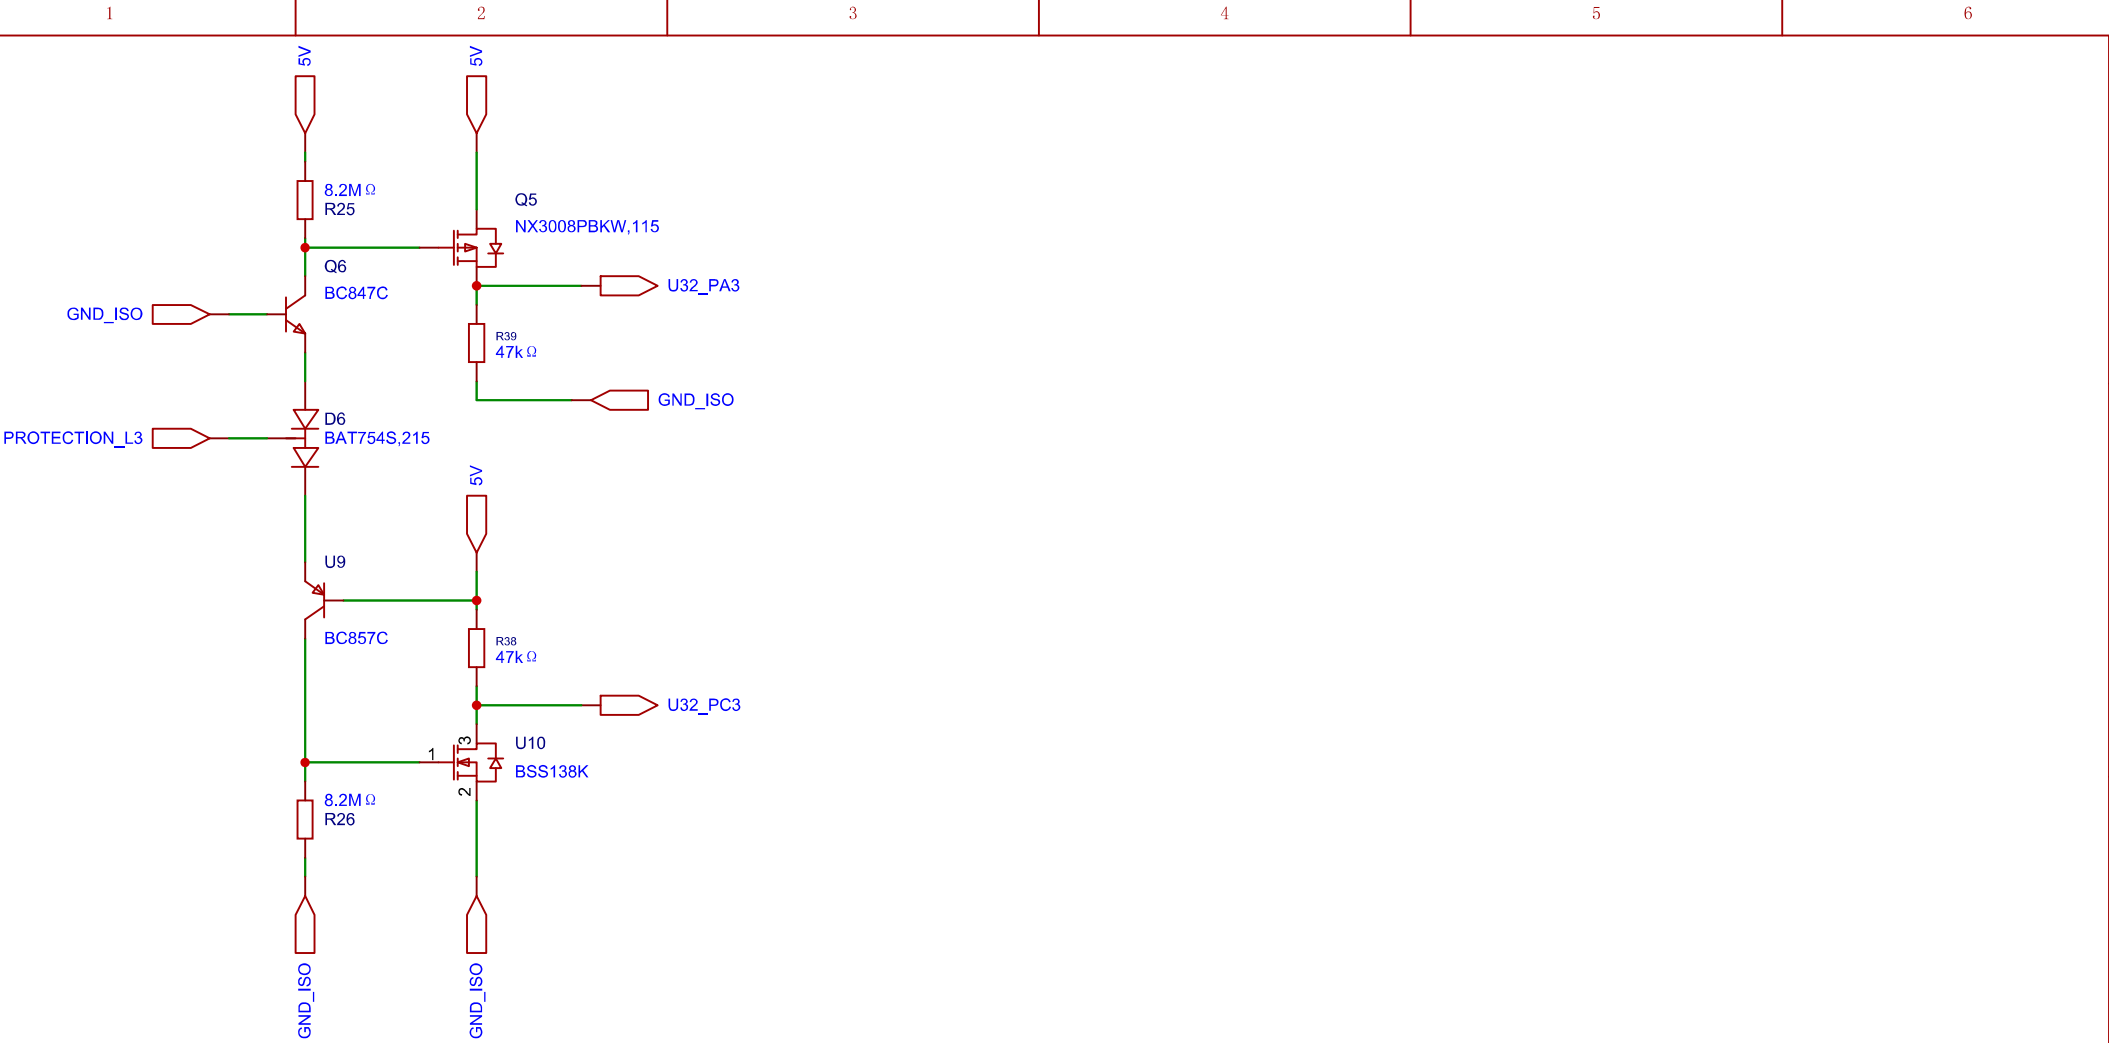 1 2 3 4 5 6
5V 5V
8.2MΩ
R25
Q5
NX3008PBKW,115
Q6
BC847C
GND_ISO
U32_PA3
R39
47kΩ
GND_ISO
D6
PROTECTION_L3
BAT754S,215
5V
U9
BC857C
R38
47kΩ
U32_PC3
3
U10
1
BSS138K
2
8.2MΩ
R26
GND_ISO GND_ISO